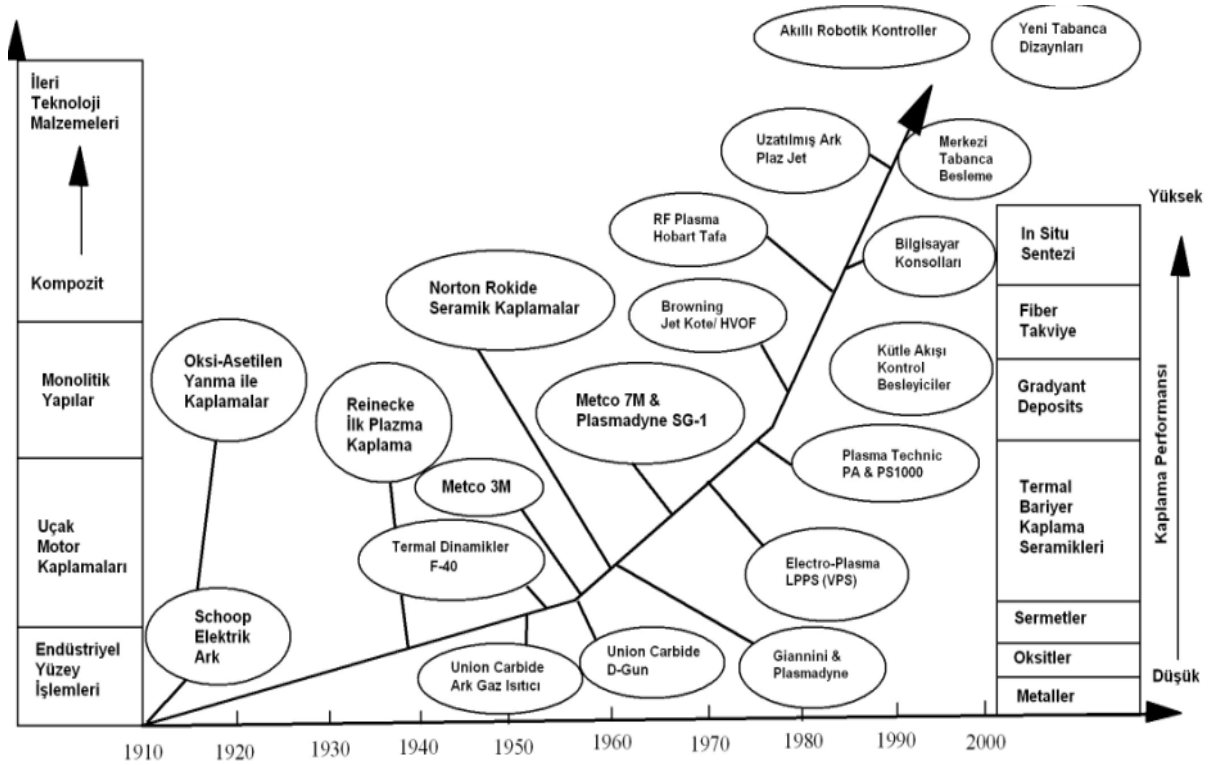 Akıllı Robotik Kontroller
Yeni Tabanca
Dizaynları
İleri
Teknoloji
Malzemeleri
Kompozit
Monolitik
Yapılar
Uçak
Motor
Kaplamaları
Endüstriyel
Yüzey
İşlemleri
Oksi-Asetilen
Yanma ile
Kaplamalar
Schoop
Elektrik
Ark
Reinecke
İlk Plazma
Kaplama
Metco 3M
Termal Dinamikler
F-40
Norton Rokide
Seramik Kaplamalar
Union Carbide
Ark Gaz Isıtıcı
Union Carbide
D-Gun
Giannini &
Plasmadyne
Metco 7M &
Plasmadyne SG-1
Browning
Jet Kote/ HVOF
RF Plasma
Hobart Tafa
Uzatılmış Ark
Plaz Jet
Merkezi
Tabanca
Besleme
Bilgisayar
Konsolları
Kütle Akışı
Kontrol
Besleyiciler
Plasma Technic
PA & PS1000
Electro-Plasma
LPPS (VPS)
In Situ
Sentezi
Fiber
Takviye
Gradyant
Deposits
Termal
Bariyer
Kaplama
Seramikleri
Sermetler
Oksitler
Metaller
Yüksek
Kaplama Performansı
Düşük
1910
1920
1930
1940
1950
1960
1970
1980
1990
2000